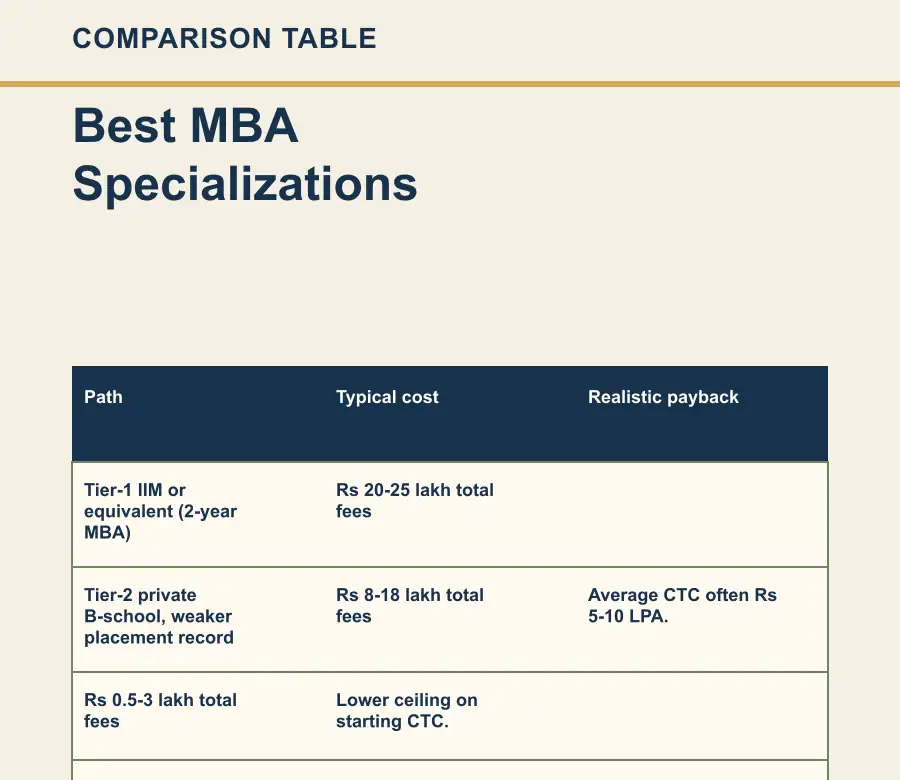 COMPARISON TABLE
Best MBA
Specializations
Path
Typical cost
Realistic payback
Tier-1 IIM or
equivalent (2-year
MBA)
Rs 20-25 lakh total
fees
Tier-2 private
B-school, weaker
placement record
Rs 8-18 lakh total
fees
Average CTC often Rs
5-10 LPA.
Rs 0.5-3 lakh total
fees
Lower ceiling on
starting CTC.